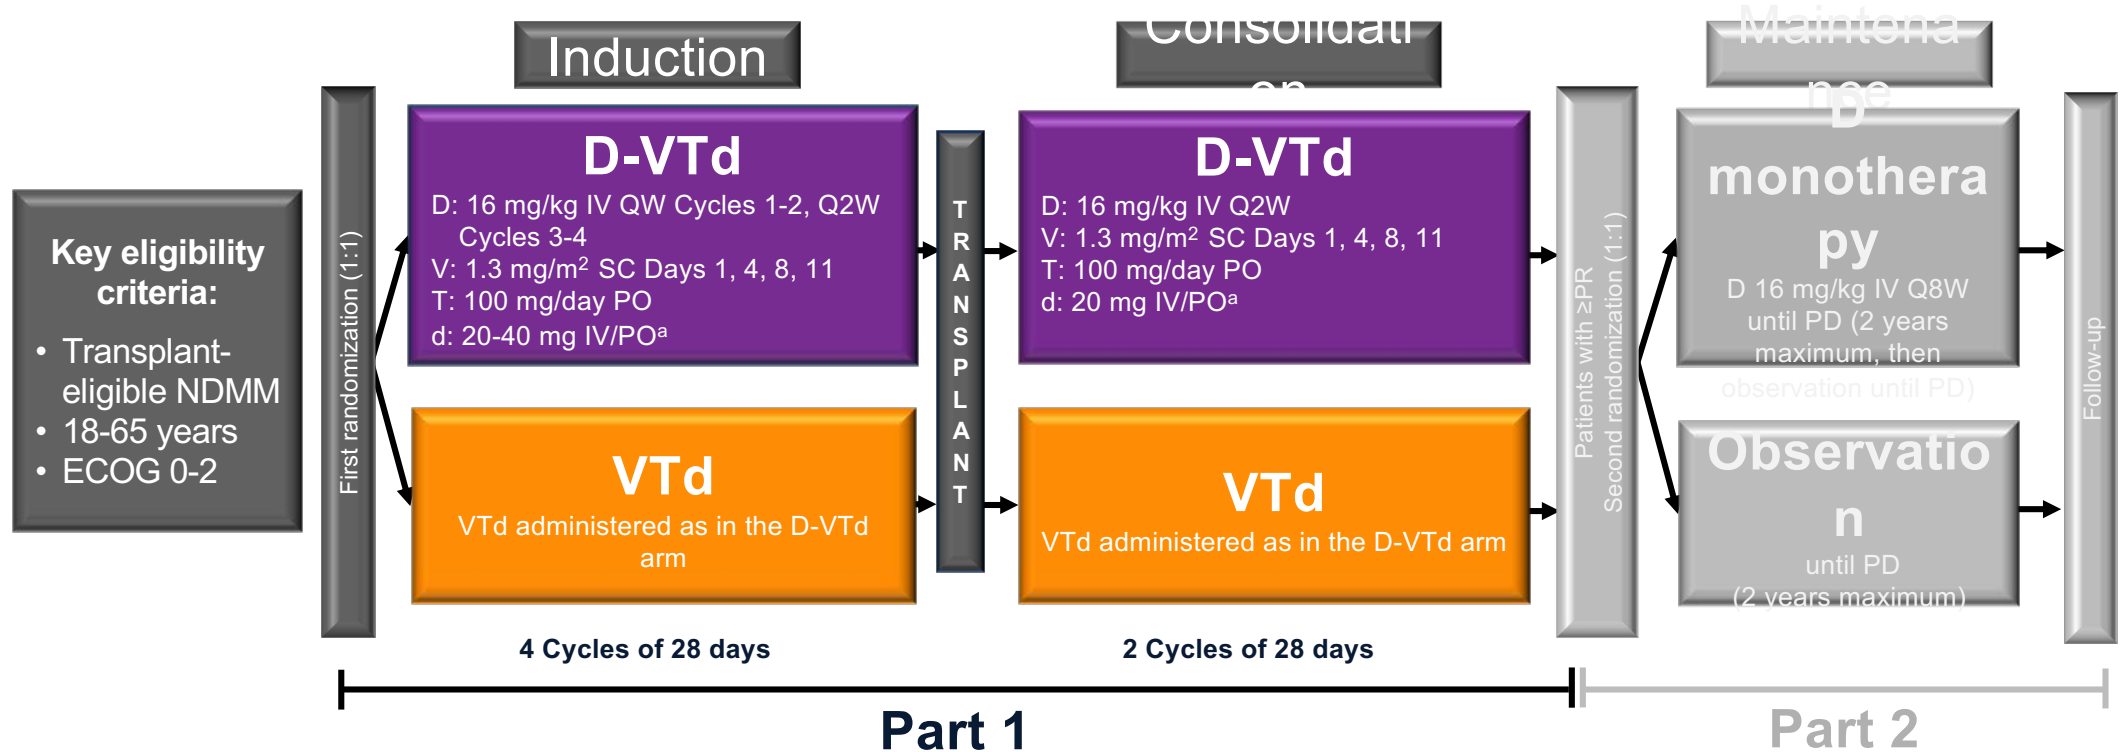 Induction
Consolidati
on
Maintena
nce
Key eligibility
criteria:
• Transplant-
eligible NDMM
• 18-65 years
• ECOG 0-2
First randomization (1:1)
D-VTd
D: 16 mg/kg IV QW Cycles 1-2, Q2W
Cycles 3-4
V: 1.3 mg/m² SC Days 1, 4, 8, 11
T: 100 mg/day PO
d: 20-40 mg IV/POᵃ
VTd
VTd administered as in the D-VTd
arm
4 Cycles of 28 days
T
R
A
N
S
P
L
A
N
T
D-VTd
D: 16 mg/kg IV Q2W
V: 1.3 mg/m² SC Days 1, 4, 8, 11
T: 100 mg/day PO
d: 20 mg IV/POᵃ
VTd
VTd administered as in the D-VTd arm
2 Cycles of 28 days
Patients with ≥PR
Second randomization (1:1)
D
monothera
py
D 16 mg/kg IV Q8W
until PD (2 years
maximum, then
observation until PD)
Observatio
n
until PD
(2 years maximum)
Follow-up
Part 1
Part 2